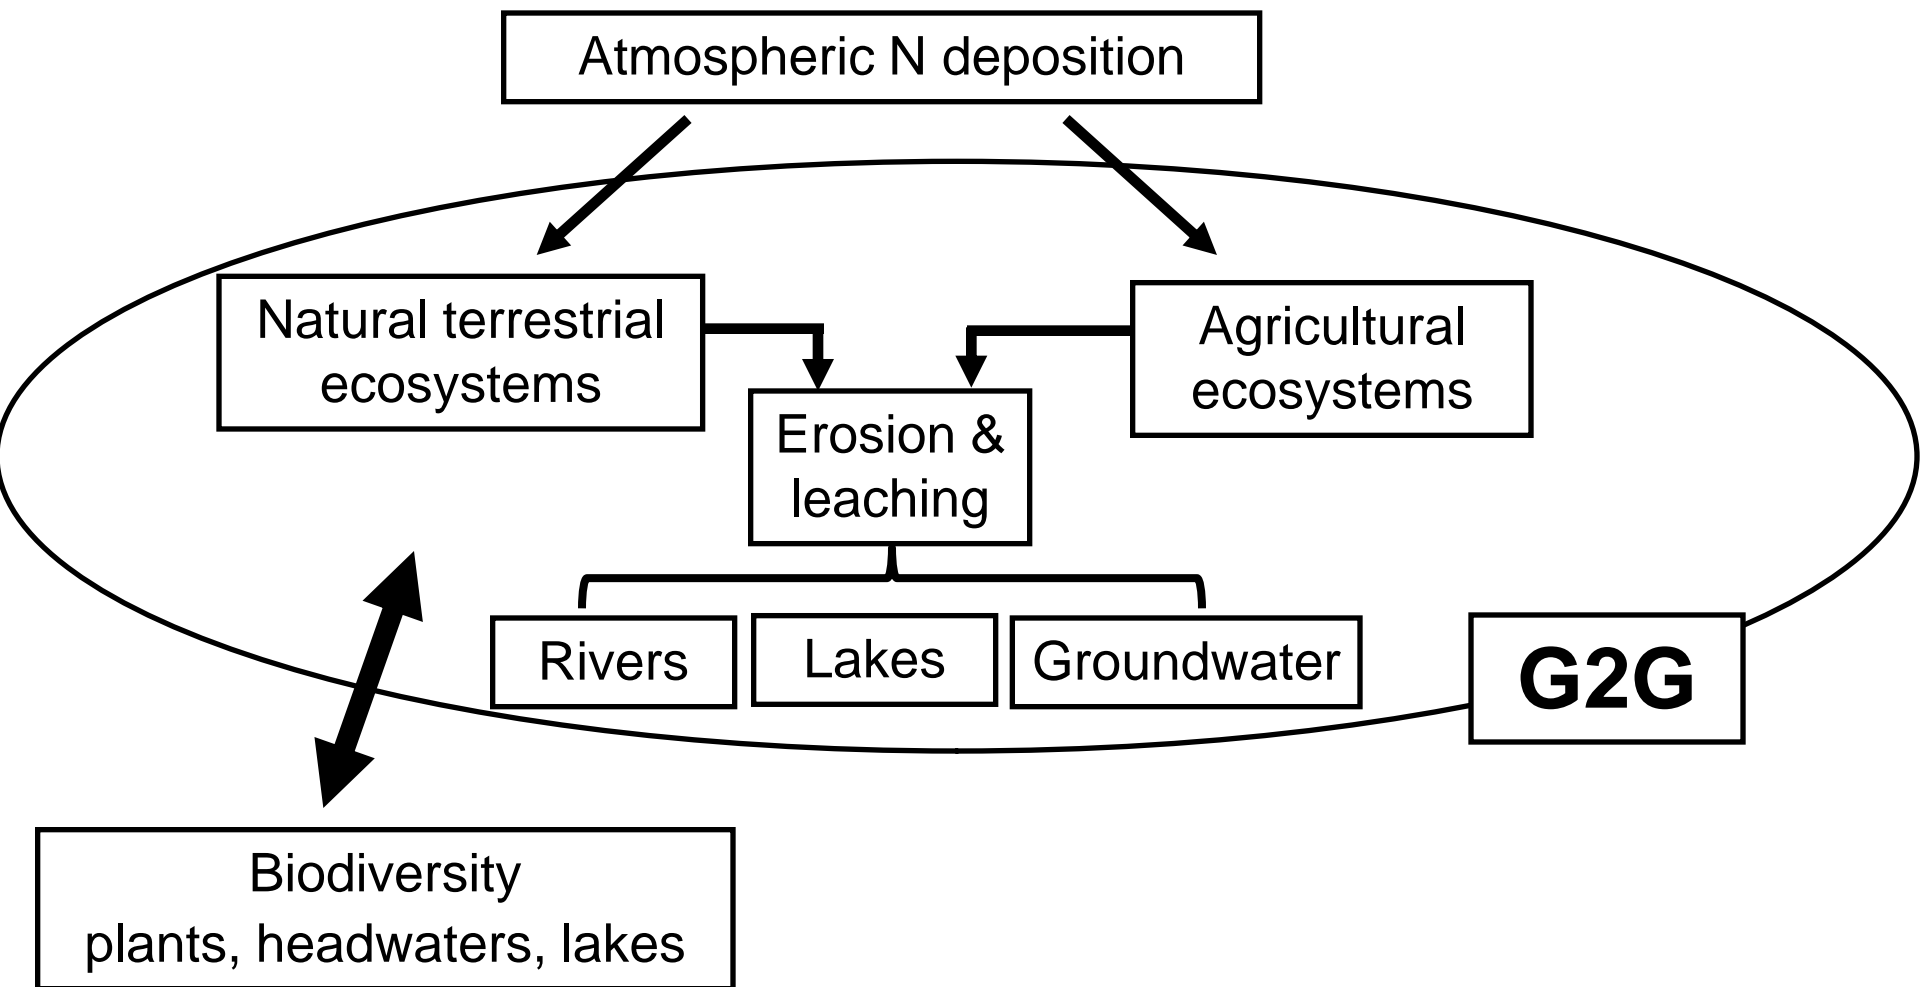 Atmospheric N deposition
Natural terrestrial
ecosystems
Agricultural
ecosystems
Erosion &
leaching
Rivers
Lakes
Groundwater
G2G
Biodiversity
plants, headwaters, lakes